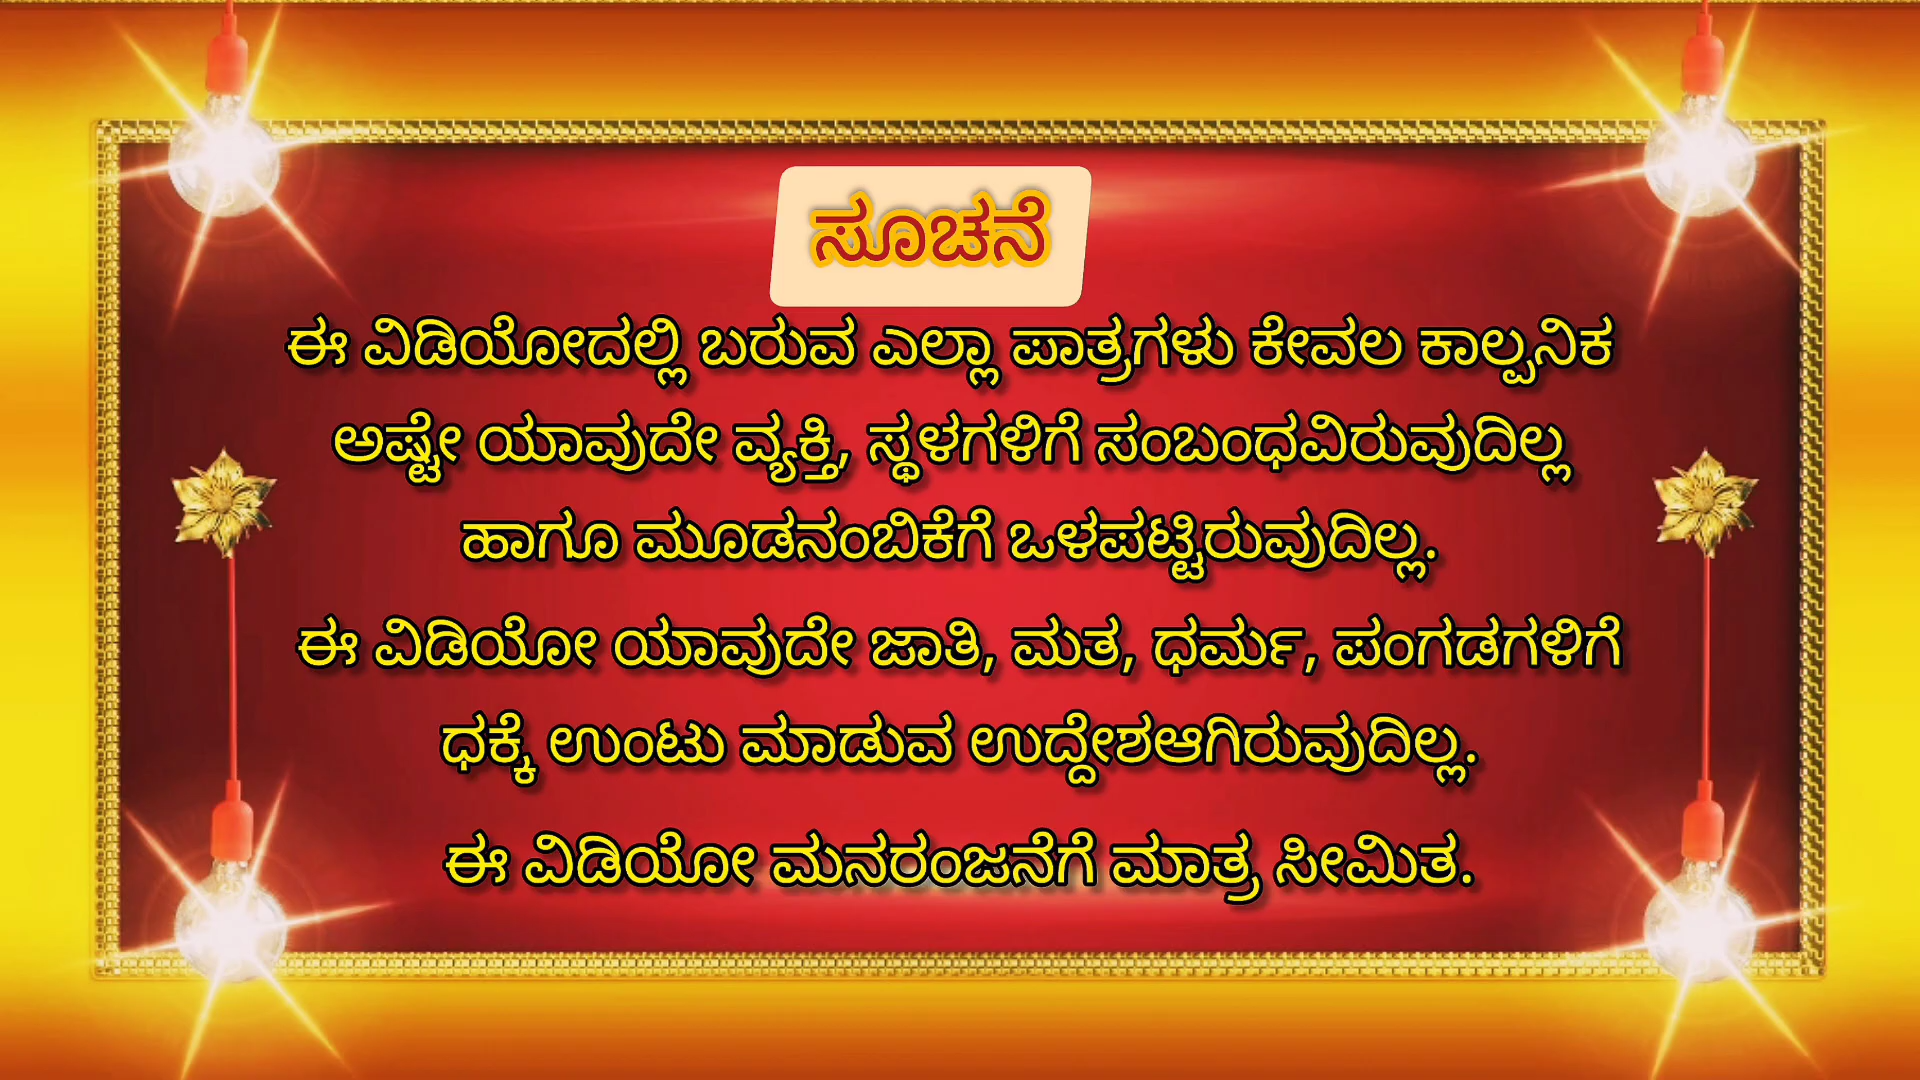 ಸೂಚನೆ
ಈ ವಿಡಿಯೋದಲ್ಲಿ ಬರುವ ಎಲ್ಲಾ ಪಾತ್ರಗಳು ಕೇವಲ ಕಾಲ್ಪನಿಕ
ಅಷ್ಟೇ ಯಾವುದೇ ವ್ಯಕ್ತಿ, ಸ್ಥಳಗಳಿಗೆ ಸಂಬಂಧವಿರುವುದಿಲ್ಲ
ಹಾಗೂ ಮೂಡನಂಬಿಕೆಗೆ ಒಳಪಟ್ಟಿರುವುದಿಲ್ಲ.
ಈ ವಿಡಿಯೋ ಯಾವುದೇ ಜಾತಿ, ಮತ, ಧರ್ಮ, ಪಂಗಡಗಳಿಗೆ
ಧಕ್ಕೆ ಉಂಟು ಮಾಡುವ ಉದ್ದೇಶಆಗಿರುವುದಿಲ್ಲ.
ಈ ವಿಡಿಯೋ ಮನರಂಜನೆಗೆ ಮಾತ್ರ ಸೀಮಿತ.